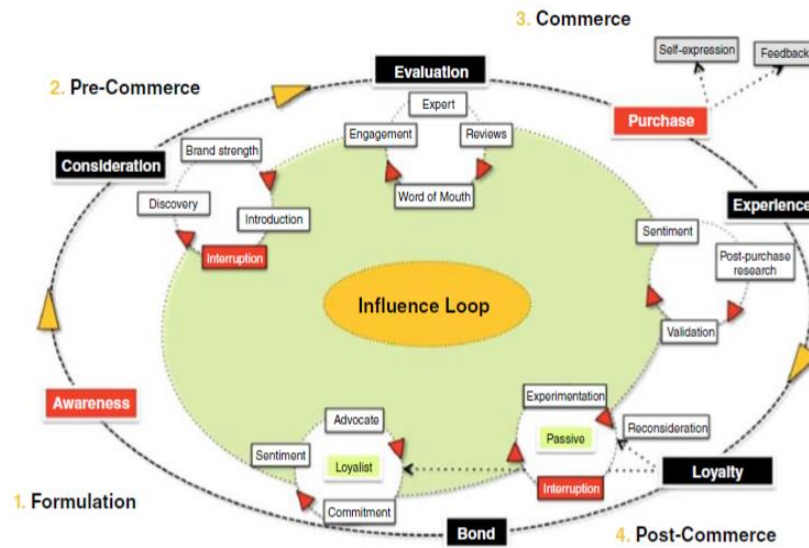 3. Commerce
Self-expression
Feedback
Evaluation
2. Pre-Commerce
Expert
Purchase
Engagement
Reviews
Brand strength
Consideration
Word of Mouth
Discovery
Introduction
Experience
Sentiment
Interruption
Post-purchase
research
Influence Loop
Validation
Experimentation
Awareness
Advocate
Reconsideration
Passive
Sentiment
Loyalist
Loyalty
Interruption
1. Formulation
Commitment
Bond
4. Post-Commerce